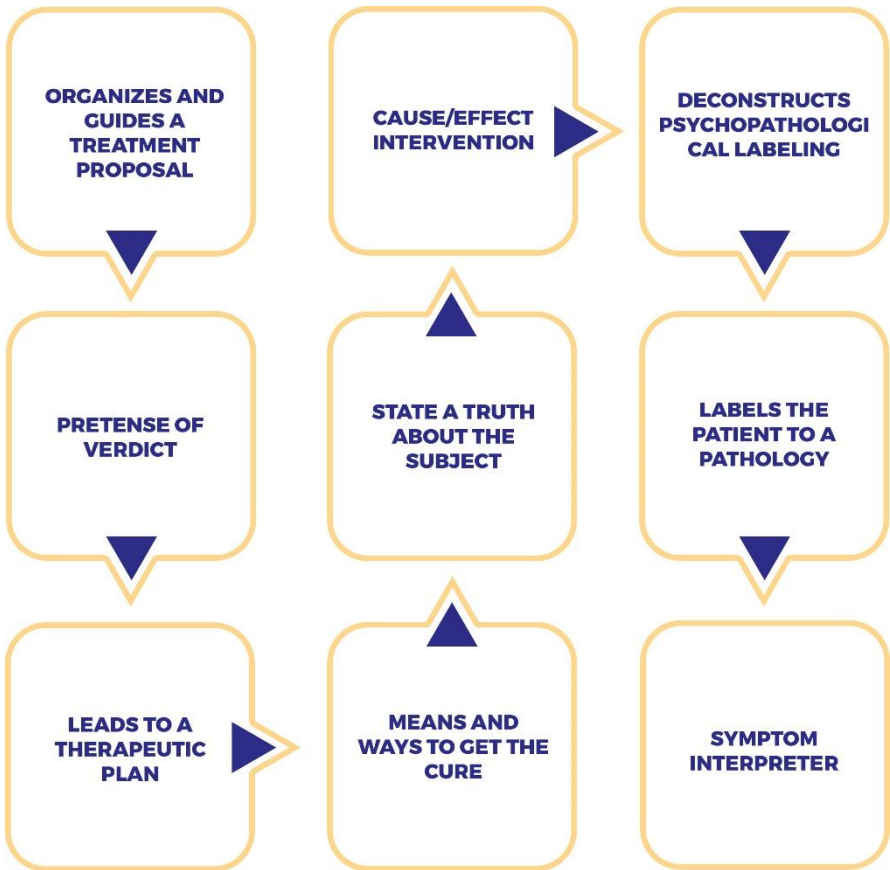 ORGANIZES AND
GUIDES A
TREATMENT
PROPOSAL
PRETENSE OF
VERDICT
LEADS TO A
THERAPEUTIC
PLAN
MEANS AND
WAYS TO GET THE
CURE
STATE A TRUTH
ABOUT THE
SUBJECT
CAUSE/EFFECT
INTERVENTION
DECONSTRUCTS
PSYCHOPATHOLOGI
CAL LABELING
LABELS THE
PATIENT TO A
PATHOLOGY
SYMPTOM
INTERPRETER